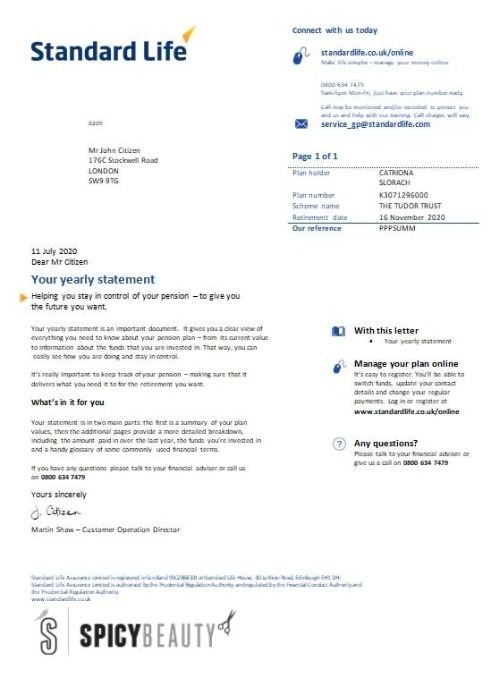 Standard Life
Connect with us today
standardlife.co.uk/online
Make life simpler - manage your money online
0800 634 7479
9am-5pm Mon-Fri, just have your plan number ready.
Call may be monitored and/or recorded to protect you
and us and help with our training. Call charges will vary.
service_gp@standardlife.com
0209
Mr John Citizen
176C Stockwell Road
LONDON
SW9 9TG
Page 1 of 1
Plan holder CATRIONA
SLORACH
Plan number K3071296000
Scheme name THE TUDOR TRUST
Retirement date 16 November 2020
Our reference PPPSUMM
11 July 2020
Dear Mr Citizen
Your yearly statement
Helping you stay in control of your pension – to give you
the future you want.
Your yearly statement is an important document. It gives you a clear view of
everything you need to know about your pension plan – from its current value
to information about the funds that you are invested in. That way, you can
easily see how you are doing and stay in control.
It's really important to keep track of your pension – making sure that it
delivers what you need it to for the retirement you want.
What's in it for you
Your statement is in two main parts: the first is a summary of your plan
values, then the additional pages provide a more detailed breakdown,
including the amount paid in over the last year, the funds you're invested in
and a handy glossary of some commonly used financial terms.
If you have any questions please talk to your financial adviser or call us
on 0800 634 7479
Yours sincerely
J. Citizen
Martin Shaw – Customer Operation Director
With this letter
• Your yearly statement
Manage your plan online
It's easy to register. You'll be able to
switch funds, update your contact
details and change your regular
payments. Log in or register at
www.standardlife.co.uk/online
Any questions?
Please talk to your financial adviser or
give us a call on 0800 634 7479
Standard Life Assurance Limited is registered in Scotland at Standard Life House, 30 Lothian Road, Edinburgh EH1 2DH.
Standard Life Assurance Limited is authorised by the Prudential Regulation Authority and regulated by the Financial Conduct Authority and
the Prudential Regulation Authority.
www.standardlife.co.uk
S SPICYBEAUTY